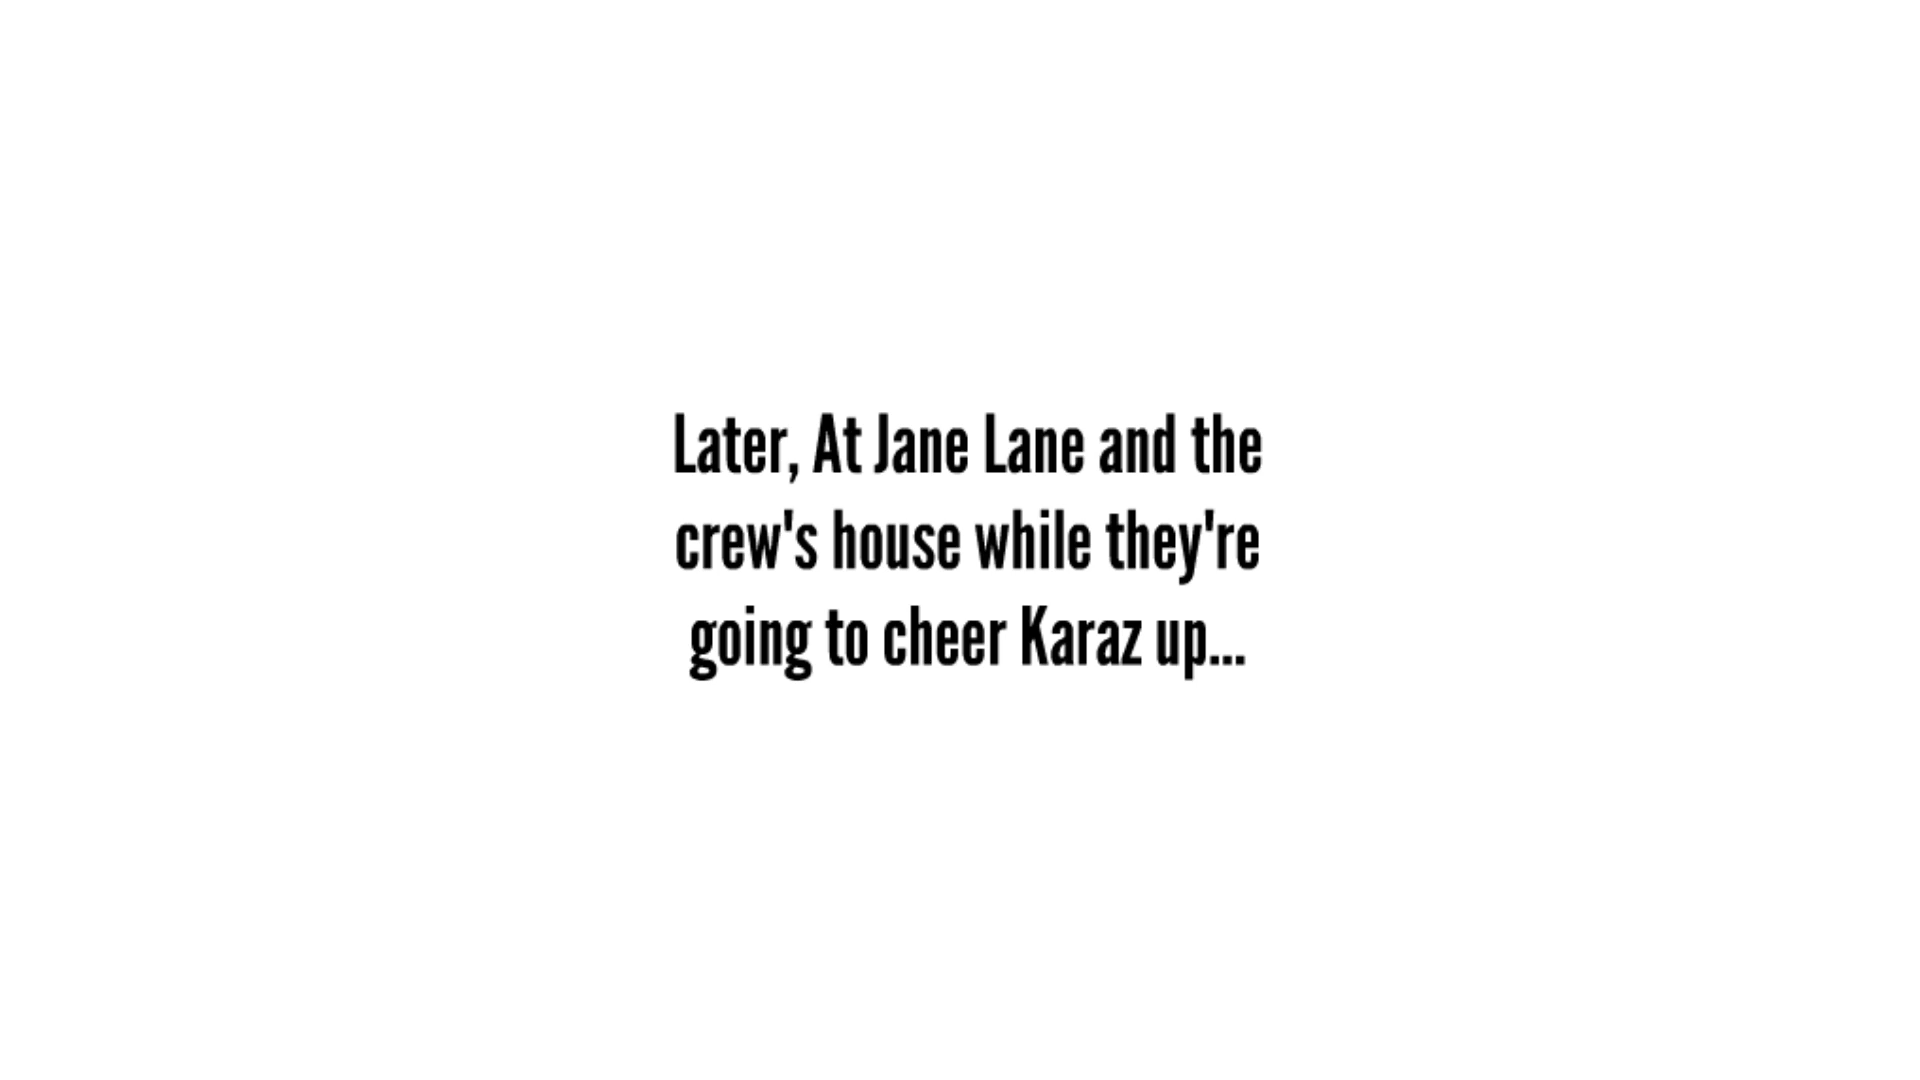 Later, At Jane Lane and the
crew's house while they're
going to cheer Karaz up...